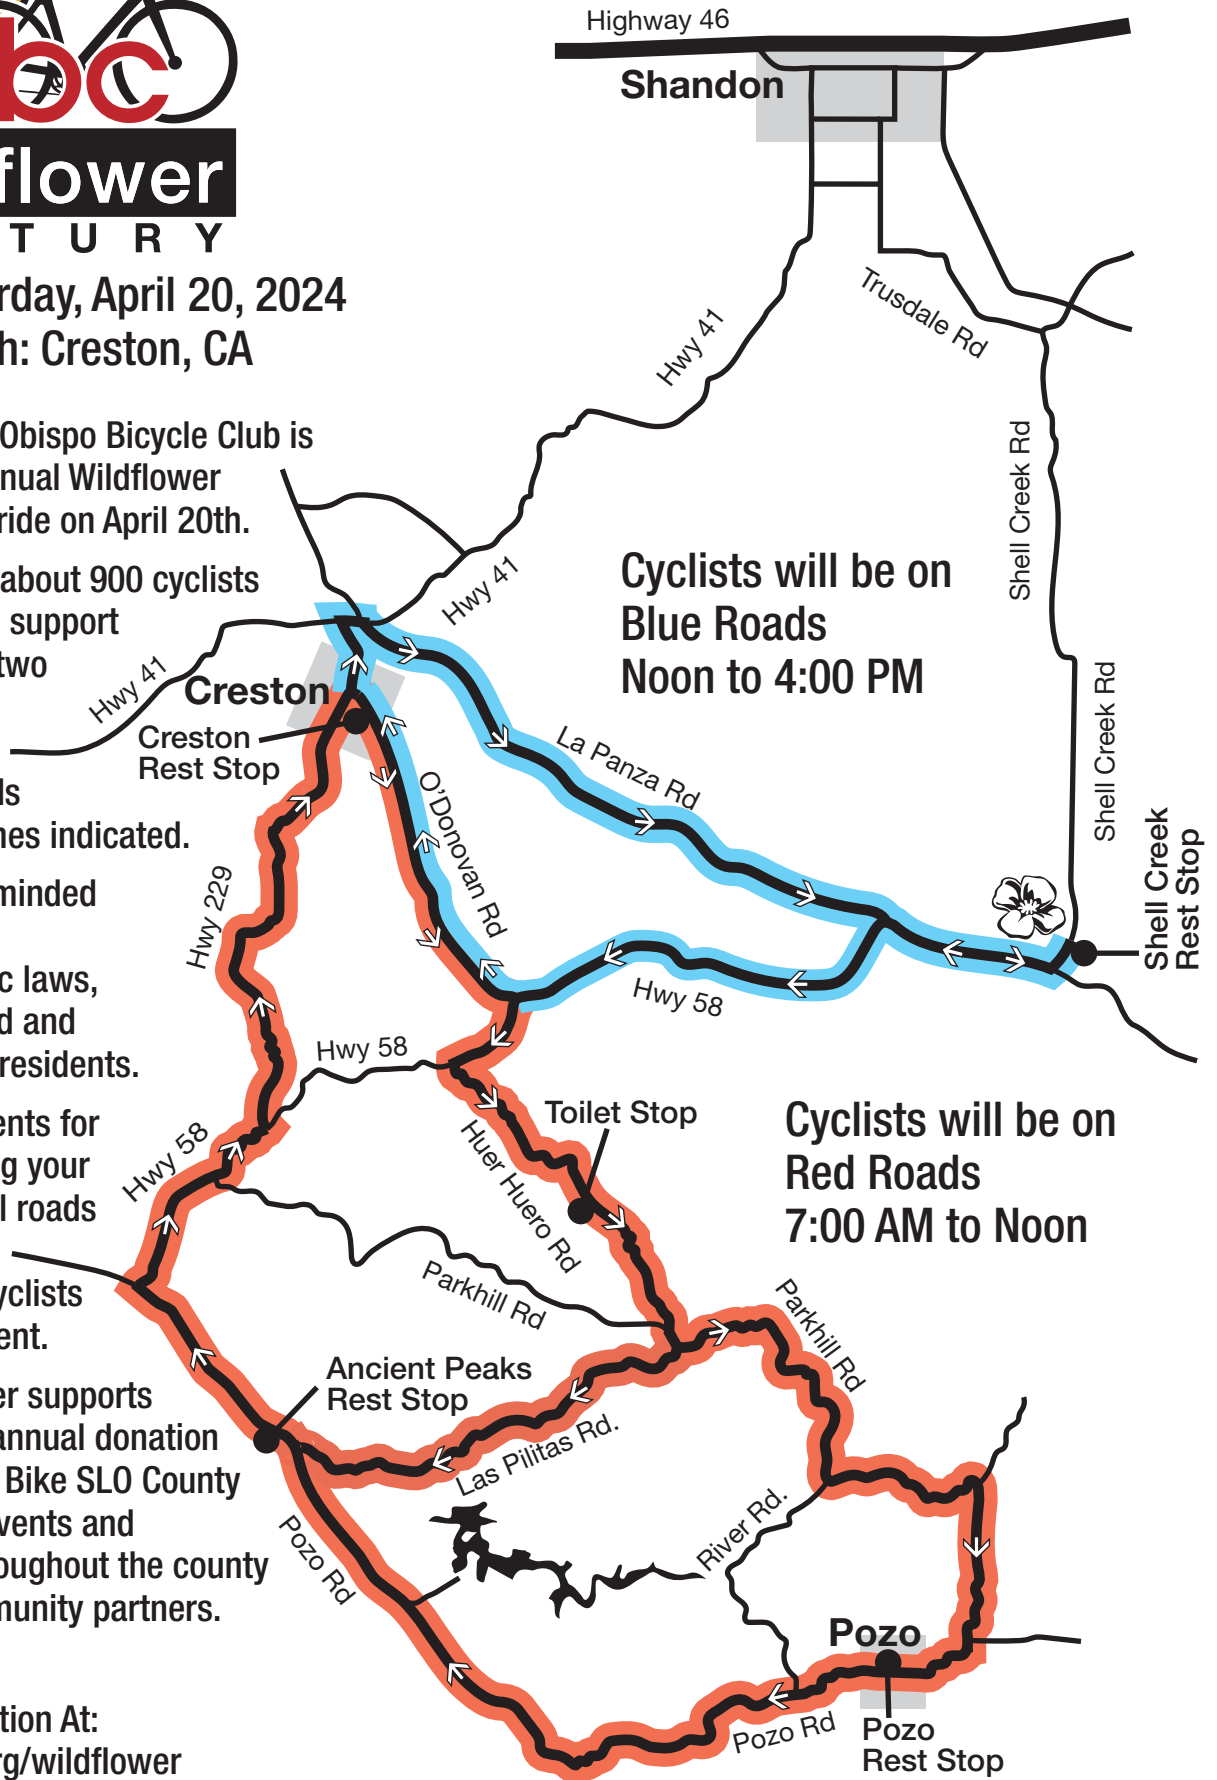 bc
flower
T U R Y
rday, April 20, 2024
h: Creston, CA
Obispo Bicycle Club is
nual Wildflower
ride on April 20th.
about 900 cyclists
support
two
ls
nes indicated.
minded
c laws,
d and
residents.
ents for
g your
l roads
yclists
ent.
er supports
annual donation
Bike SLO County
vents and
oughout the county
munity partners.
tion At:
rg/wildflower
Highway 46
Shandon
Trusdale Rd
Hwy 41
Shell Creek Rd
Hwy 41
Cyclists will be on
Blue Roads
Noon to 4:00 PM
Hwy 41
Creston
Creston
Rest Stop
La Panza Rd
Shell Creek Rd
O'Donovan Rd
Shell Creek
Rest Stop
Hwy 229
Hwy 58
Hwy 58
Toilet Stop
Cyclists will be on
Red Roads
7:00 AM to Noon
Hwy 58
Huer Huero Rd
Parkhill Rd
Parkhill Rd
Ancient Peaks
Rest Stop
Las Pilitas Rd.
River Rd.
Pozo Rd
Pozo
Pozo Rd
Pozo
Rest Stop